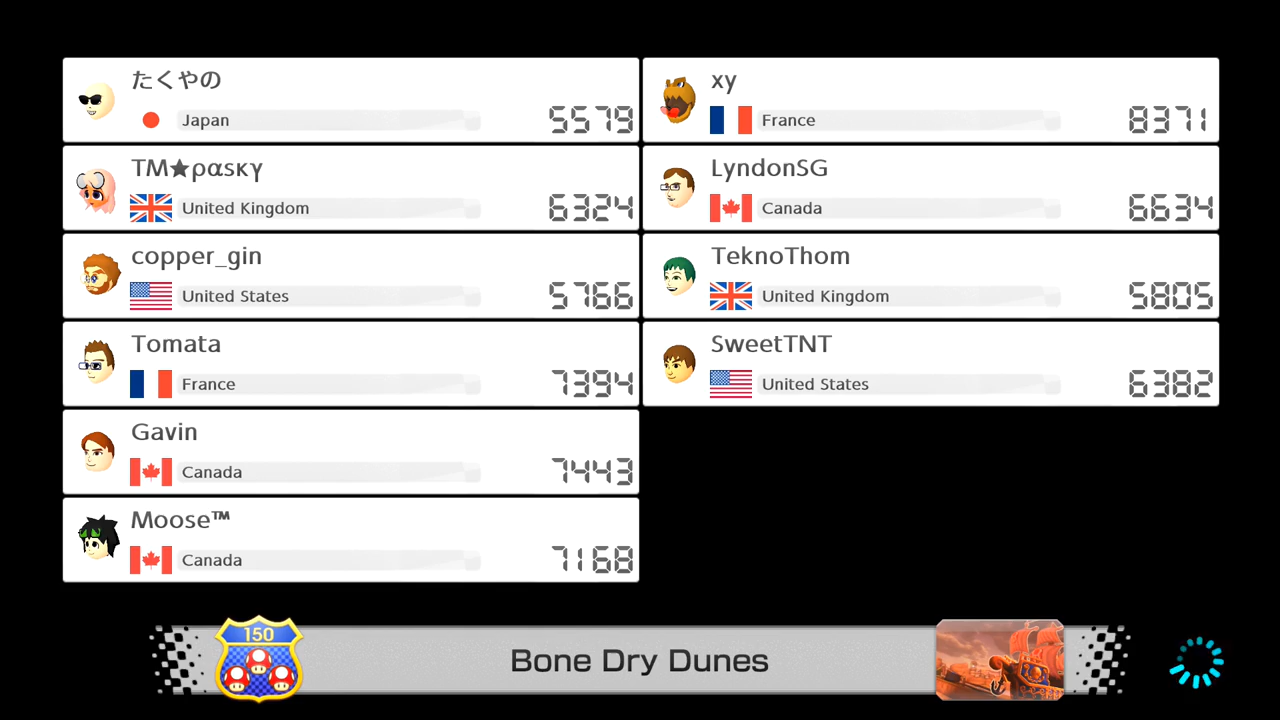 たくやの
Japan
5579
TM★ραsκγ
United Kingdom
6324
copper_gin
United States
5766
Tomata
France
7394
Gavin
Canada
7443
Moose™
Canada
7168
xy
France
8371
LyndonSG
Canada
6634
TeknoThom
United Kingdom
5805
SweetTNT
United States
6382
150
Bone Dry Dunes